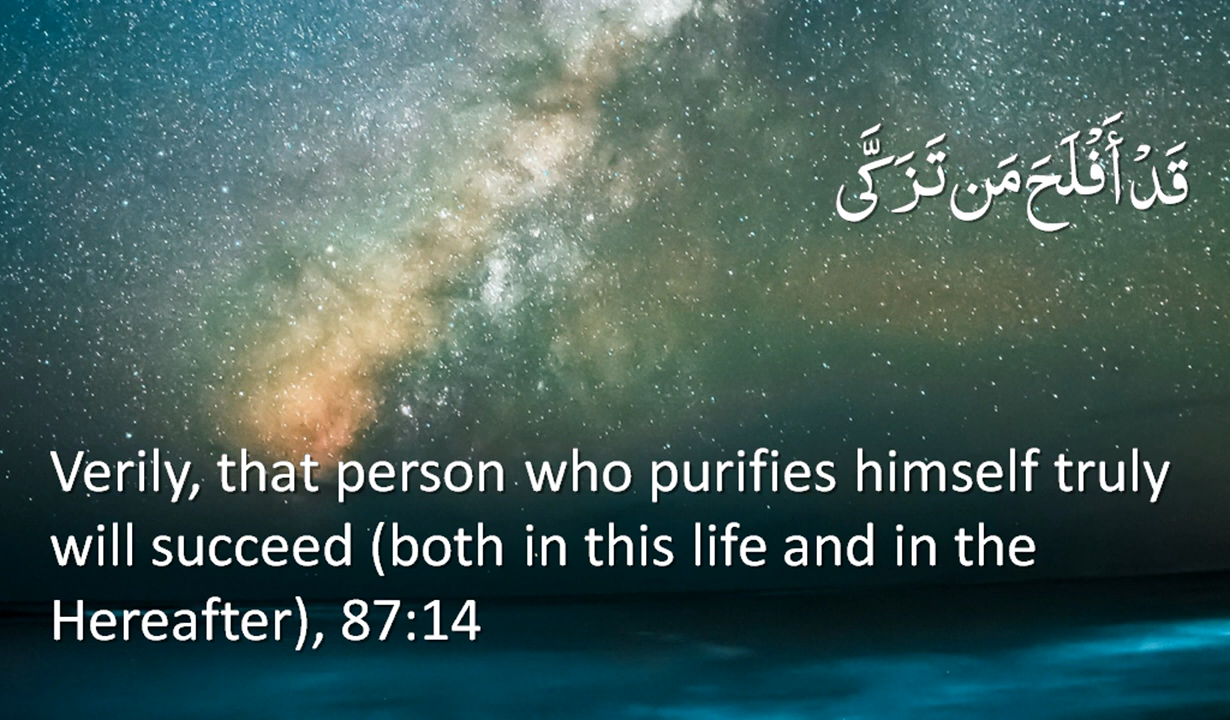 قَدْ أَفْلَحَ مَن تَزَكَّى
Verily, that person who purifies himself truly
will succeed (both in this life and in the
Hereafter), 87:14